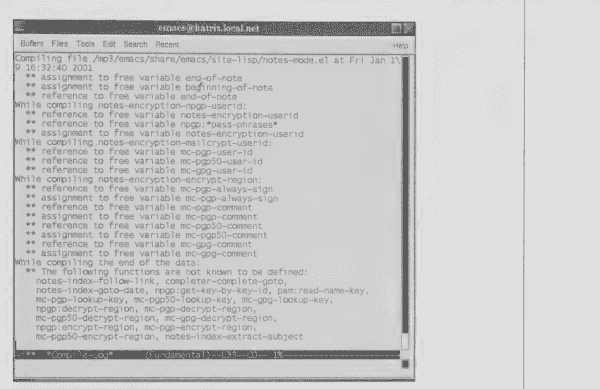 emacs@hatrix.local.net
Buffers Files Tools Edit Search Recent Help
Compiling file /mp3/emacs/share/emacs/site-lisp/notes-mode.el at Fri Jan 1\
9 16:32:40 2001
** assignment to free variable end-of-note
** assignment to free variable beginning-of-note
** reference to free variable end-of-note
While compiling notes-encryption-npgp-userid:
** reference to free variable notes-encryption-userid
** reference to free variable npgp:*pass-phrases*
** assignment to free variable notes-encryption-userid
While compiling notes-encryption-mailcrypt-userid:
** reference to free variable mc-pgp-user-id
** reference to free variable mc-pgp50-user-id
** reference to free variable mc-gpg-user-id
While compiling notes-encryption-encrypt-region:
** reference to free variable mc-pgp-always-sign
** assignment to free variable mc-pgp-always-sign
** reference to free variable mc-pgp-comment
** assignment to free variable mc-pgp-comment
** reference to free variable mc-pgp50-comment
** assignment to free variable mc-pgp50-comment
** reference to free variable mc-gpg-comment
** assignment to free variable mc-gpg-comment
While compiling the end of the data:
** The following functions are not known to be defined:
notes-index-follow-link, completer-complete-goto,
notes-index-goto-date, npgp:get-key-by-key-id, pam:read-name-key,
mc-pgp-lookup-key, mc-pgp50-lookup-key, mc-gpg-lookup-key,
npgp:decrypt-region, mc-pgp-decrypt-region,
mc-pgp50-decrypt-region, mc-gpg-decrypt-region,
npgp:encrypt-region, mc-pgp-encrypt-region,
mc-pgp50-encrypt-region, notes-index-extract-subject
-:** *Compile-Log* (Fundamental)--L33--C0-- 1%